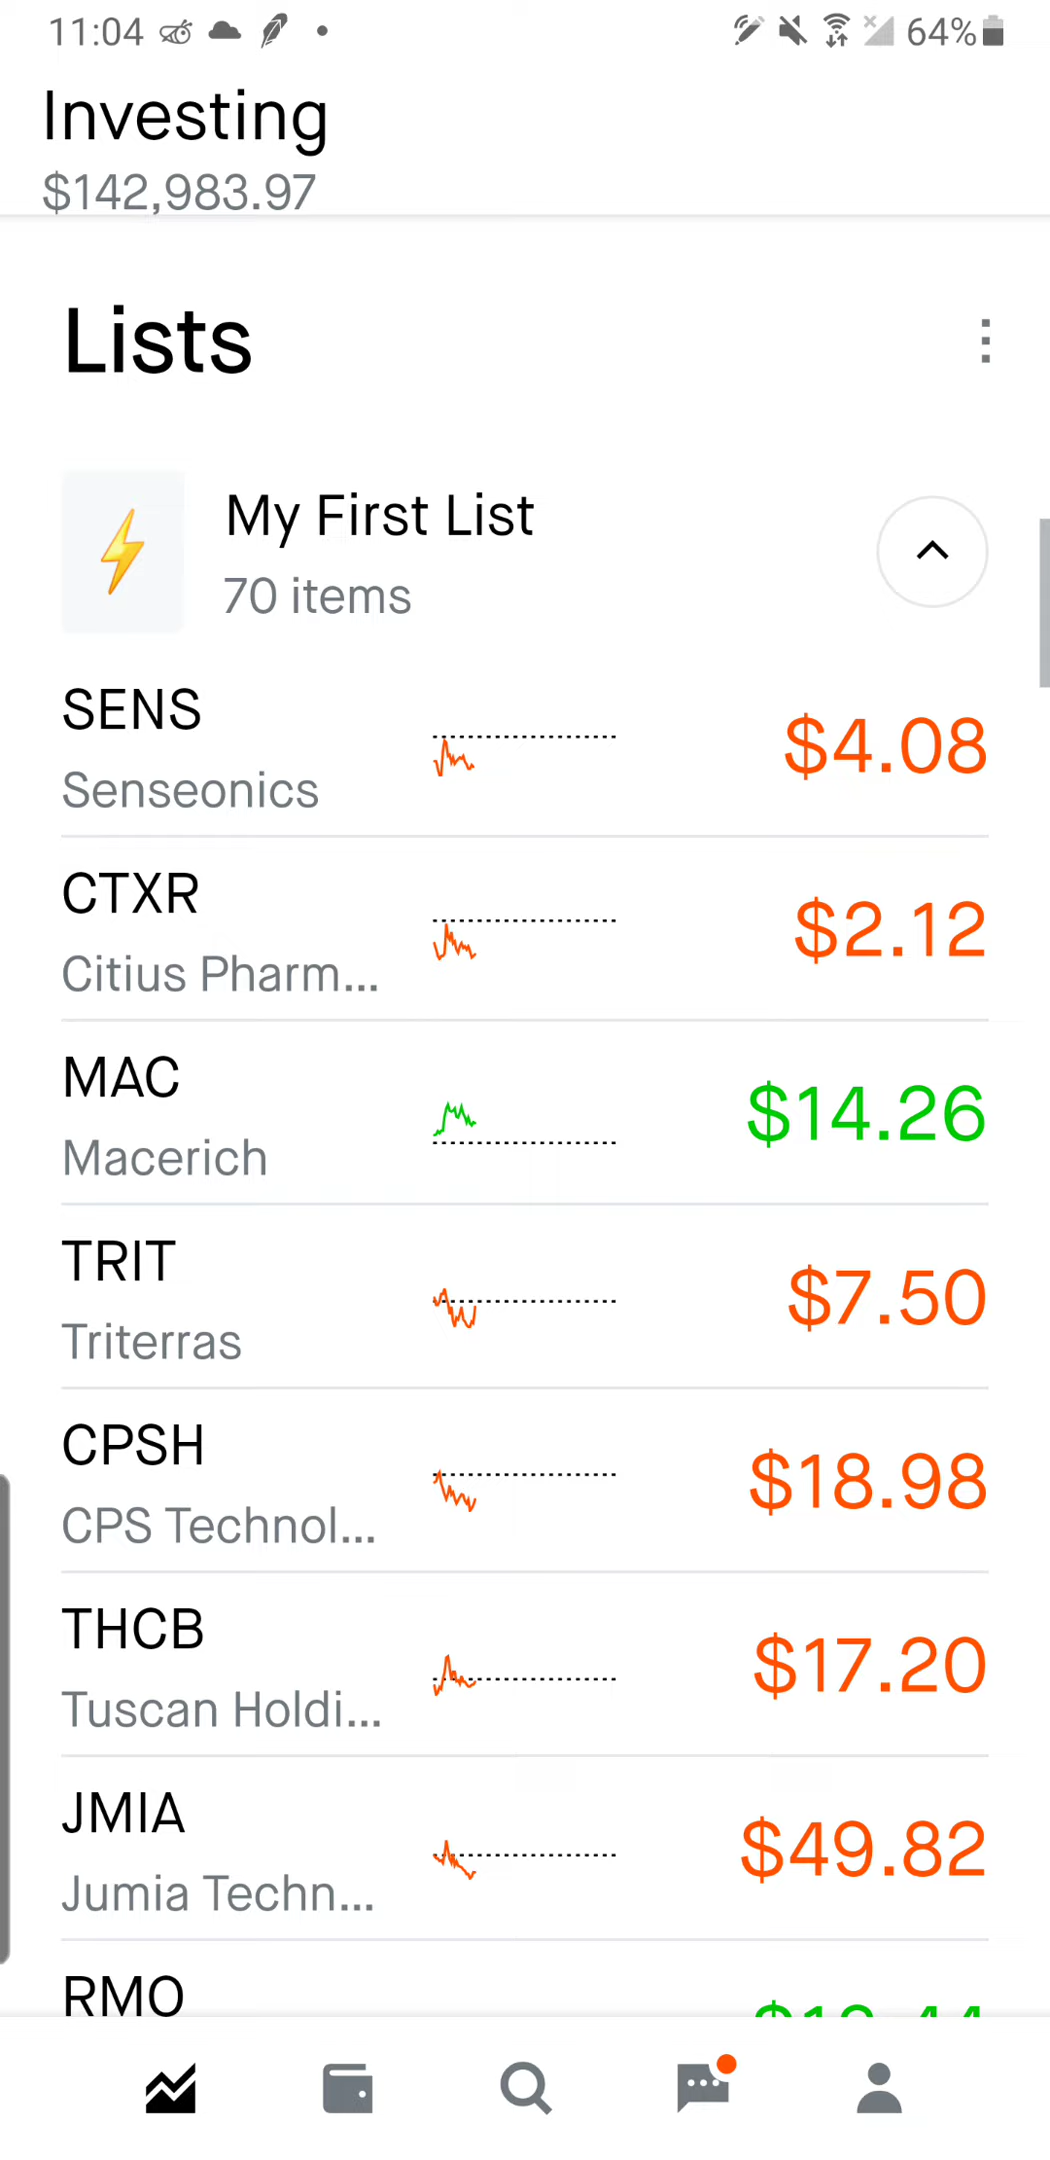 11:04
64%
Investing
$142,983.97
Lists
My First List
70 items
SENS
$4.08
Senseonics
CTXR
$2.12
Citius Pharm...
MAC
$14.26
Macerich
TRIT
$7.50
Triterras
CPSH
$18.98
CPS Technol...
THCB
$17.20
Tuscan Holdi...
JMIA
$49.82
Jumia Techn...
RMO